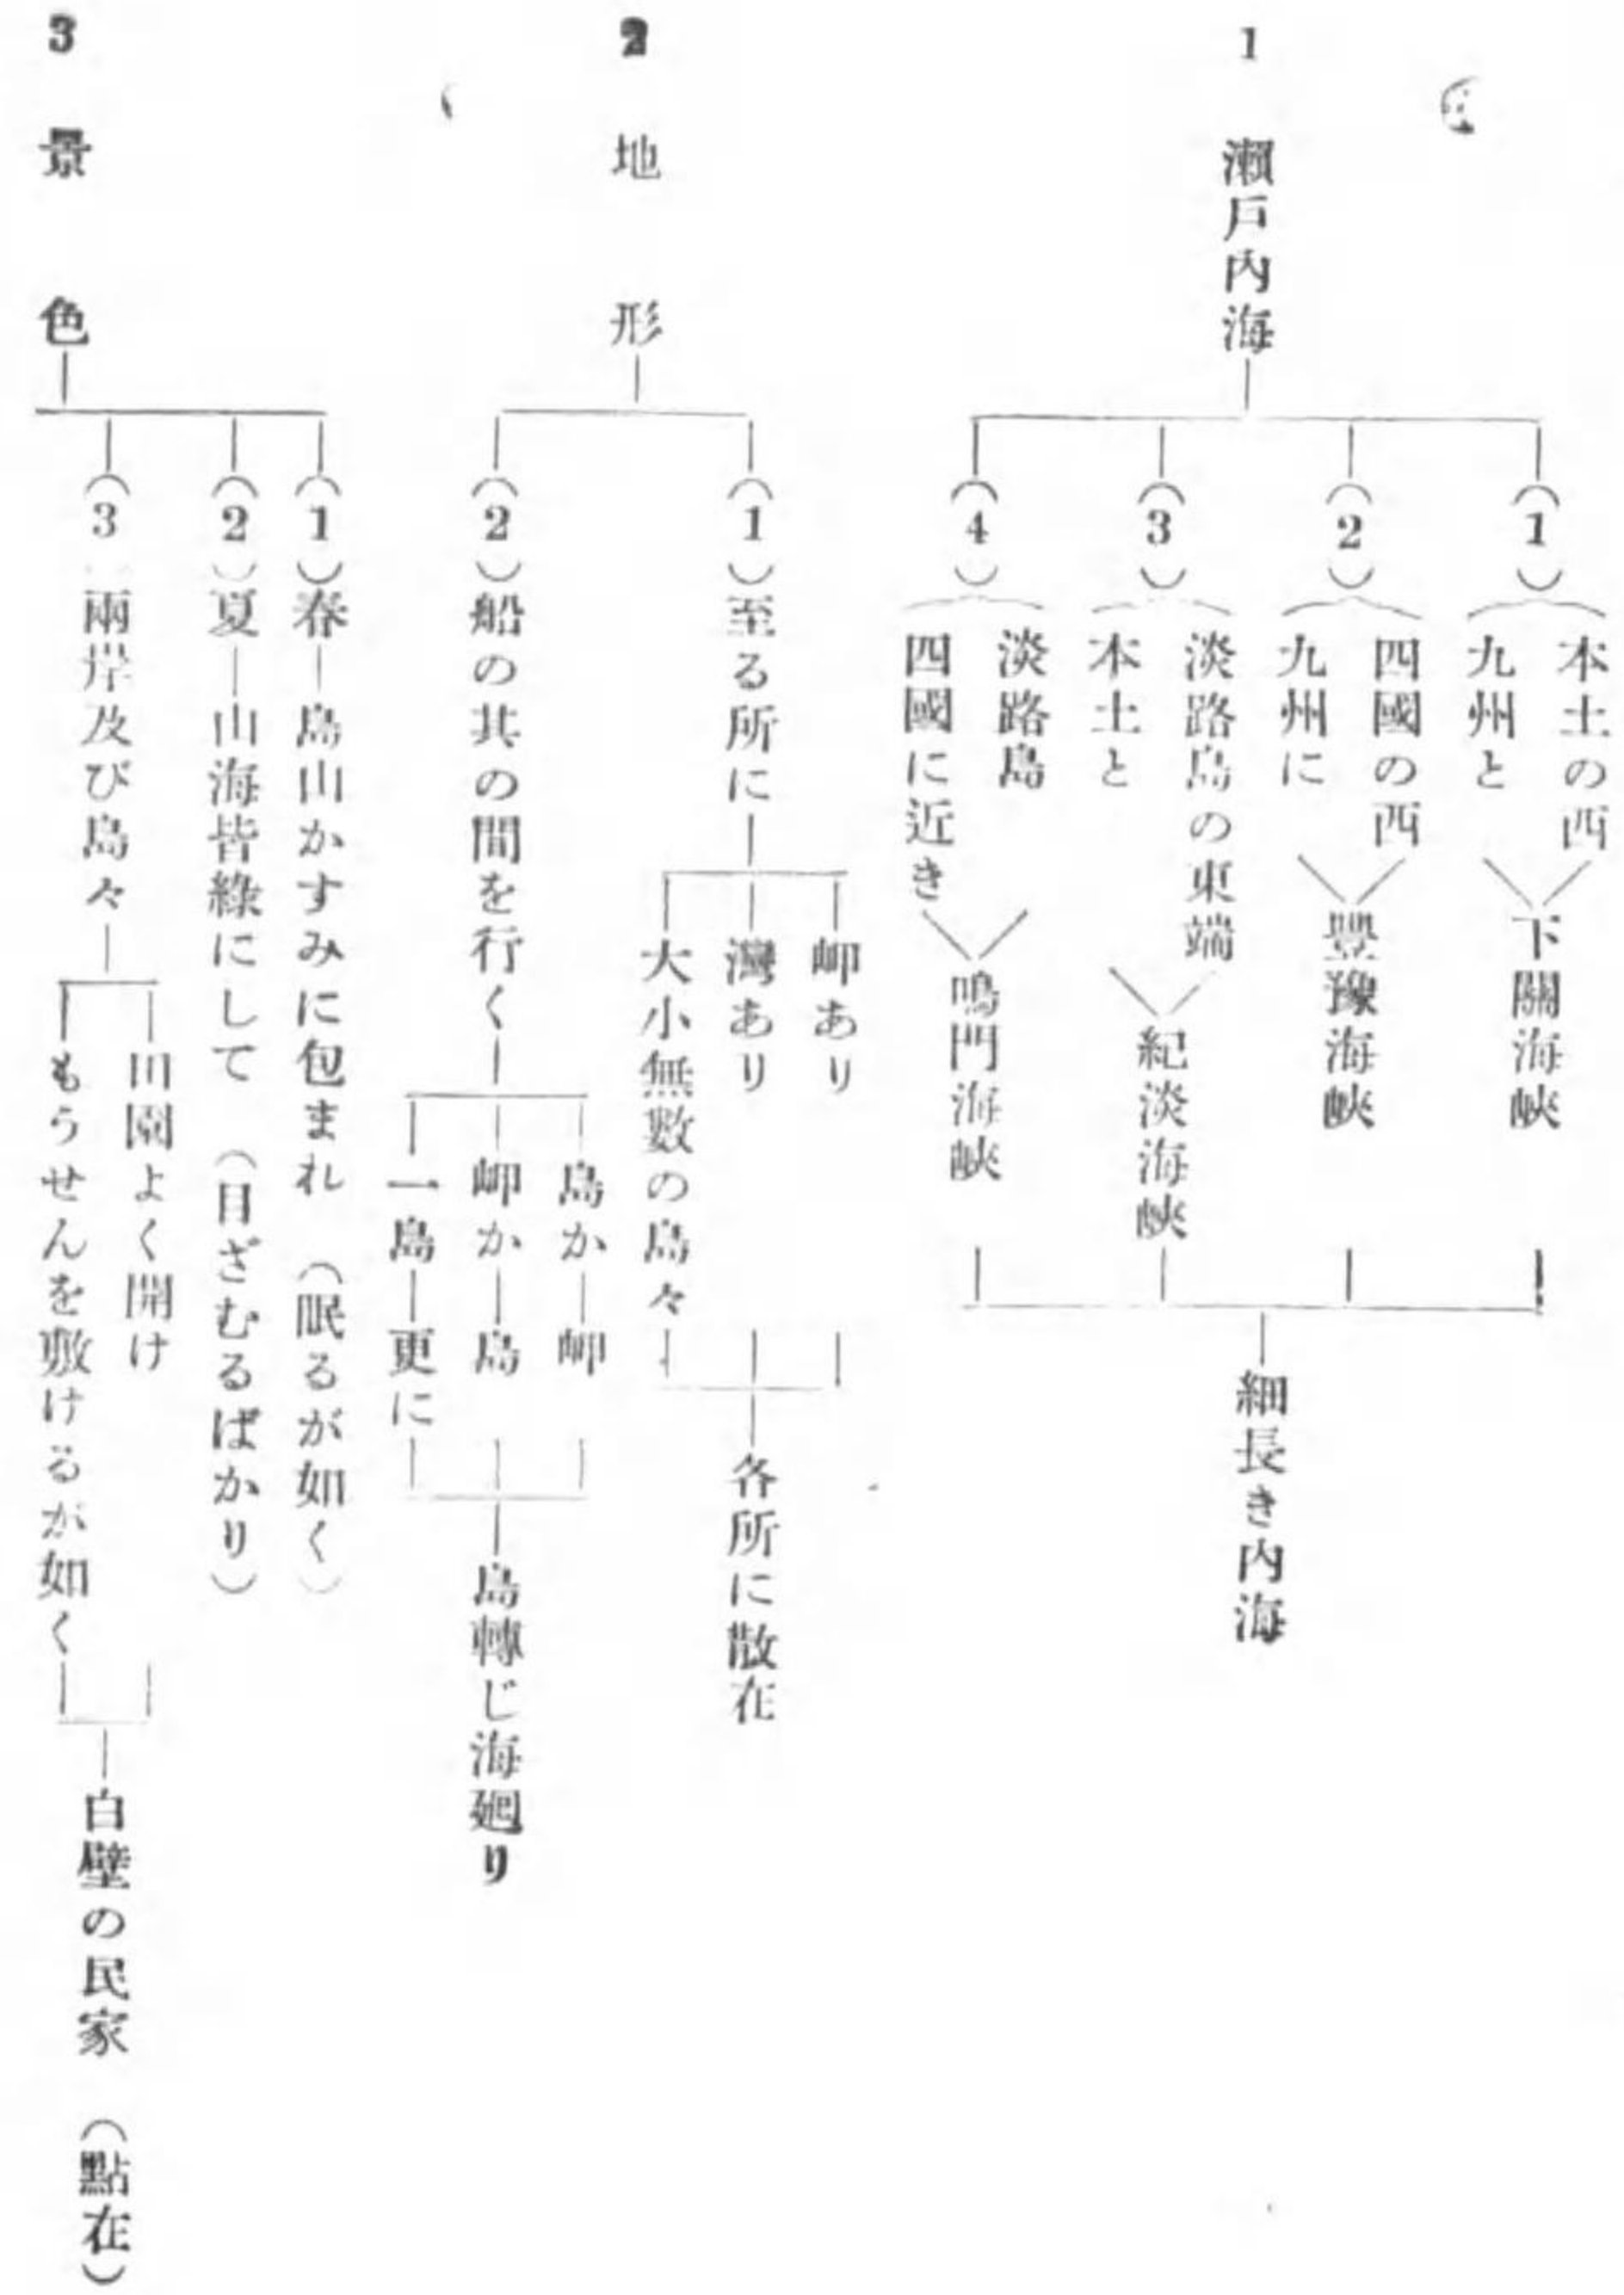 1 瀬戸内海
(1)
本土の西
九州と
下關海峽
(2)
四國の西
九州に
豐豫海峽
(3)
淡路島の東端
本土と
紀淡海峽
(4)
淡路島
四國に近き
鳴門海峽
細長き内海
2 地形
(1)至る所に
岬あり
灣あり
大小無數の島々
各所に散在
(2)船の其の間を行く
島か―岬
岬か―島
一島―更に
島轉じ海廻り
3 景色
(1)春―島山かすみに包まれ (眠るが如く)
(2)夏―山海皆綠にして (目ざむるばかり)
(3)兩岸及び島々
田園よく開け
もうせんを敷けるが如く
白壁の民家 (點在)